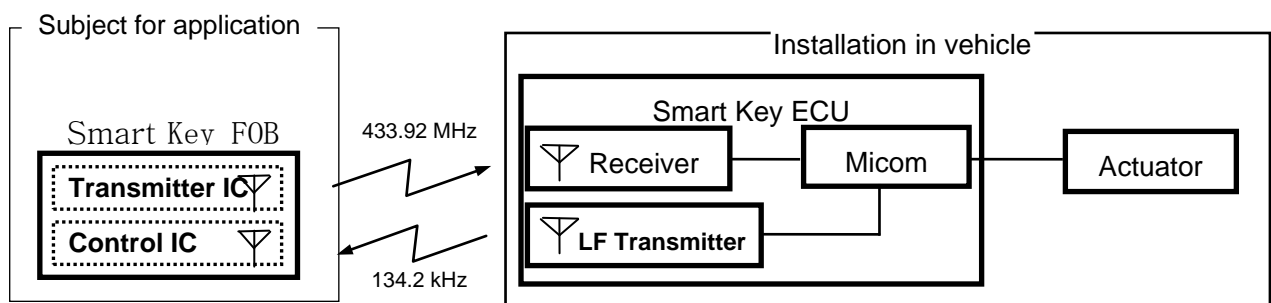 Subject for application
Smart Key FOB
Transmitter IC
Control IC
433.92 MHz
134.2 kHz
Installation in vehicle
Smart Key ECU
Receiver
LF Transmitter
Micom
Actuator